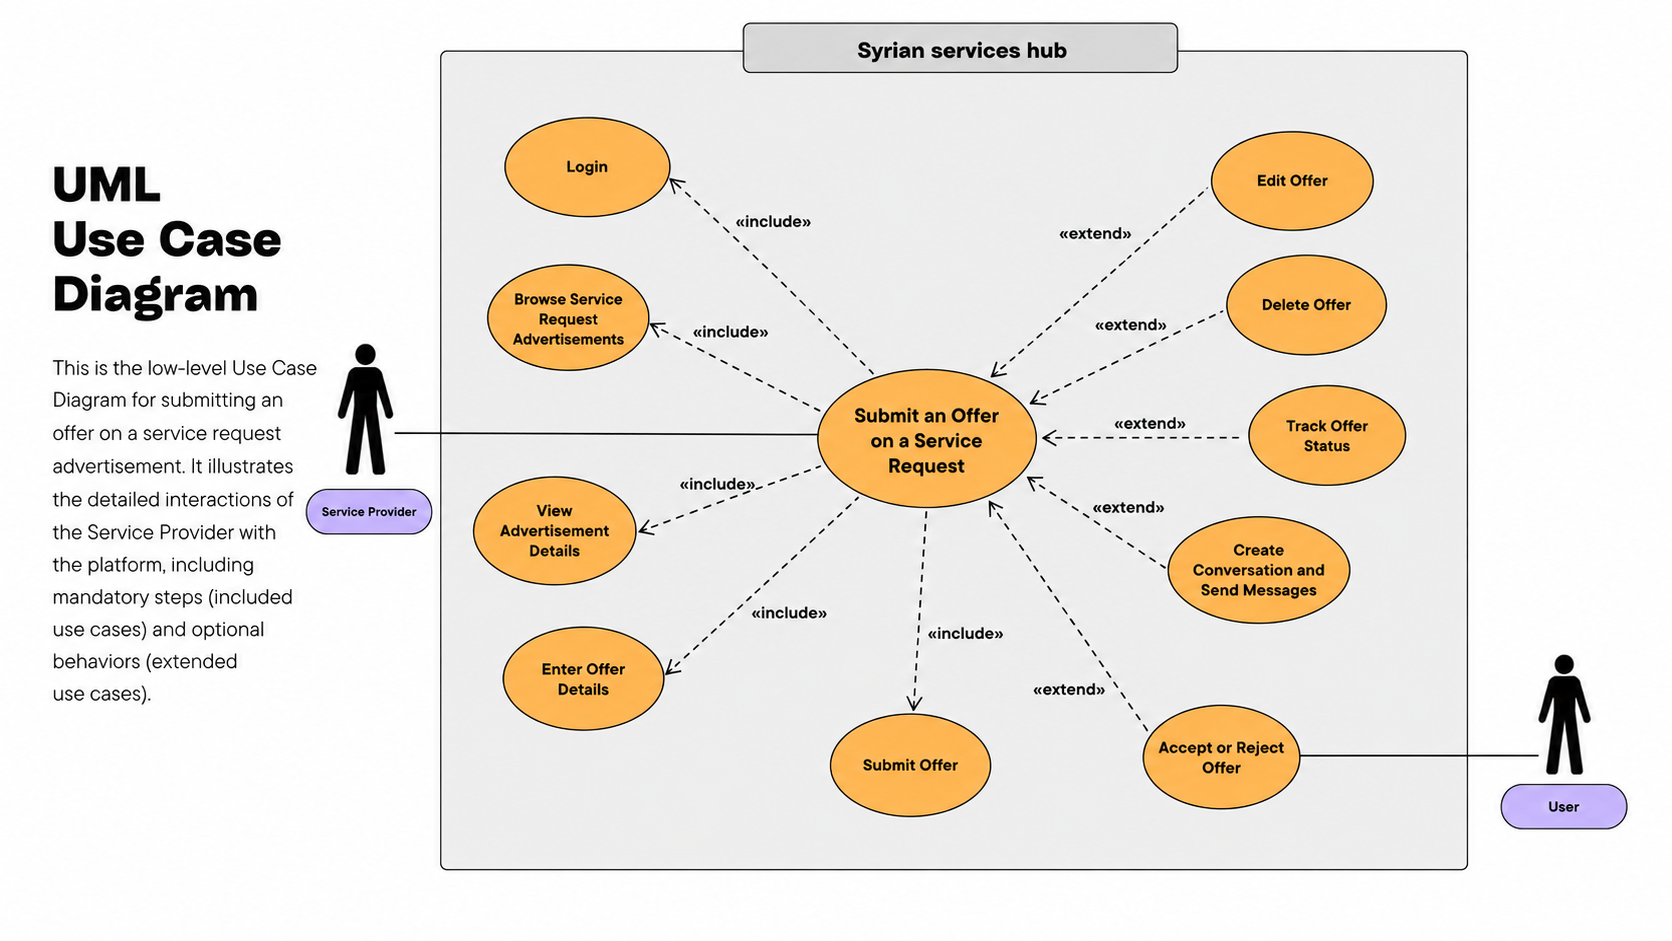 Syrian services hub
UML
Use Case
Diagram
This is the low-level Use Case
Diagram for submitting an
offer on a service request
advertisement. It illustrates
the detailed interactions of
the Service Provider with
the platform, including
mandatory steps (included
use cases) and optional
behaviors (extended
use cases).
Service Provider
Login
«include»
Browse Service
Request
Advertisements
«include»
View
Advertisement
Details
«include»
Enter Offer
Details
«include»
Submit an Offer
on a Service
Request
«include»
Submit Offer
Edit Offer
«extend»
Delete Offer
«extend»
Track Offer
Status
«extend»
Create
Conversation and
Send Messages
«extend»
Accept or Reject
Offer
«extend»
User